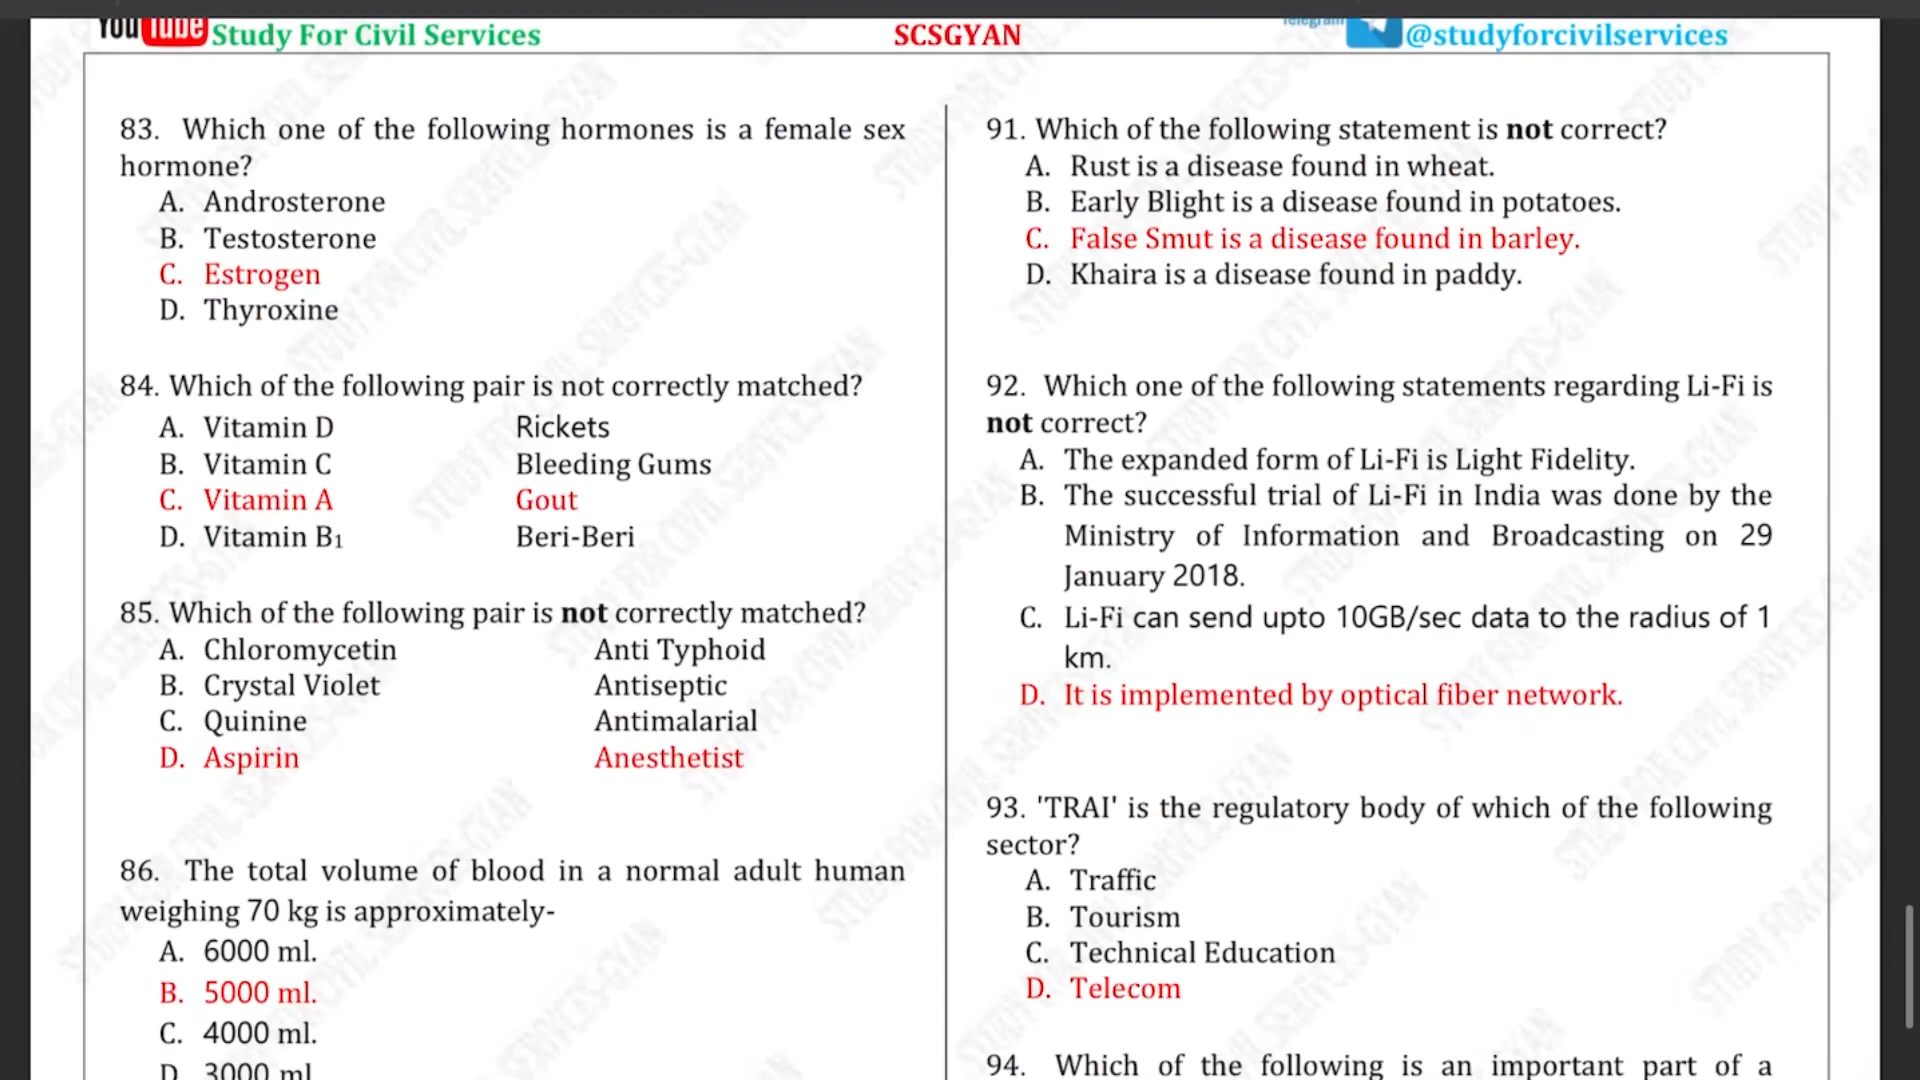 YouTube Study For Civil Services
SCSGYAN
Telegram @studyforcivilservices
83. Which one of the following hormones is a female sex
hormone?
A. Androsterone
B. Testosterone
C. Estrogen
D. Thyroxine
84. Which of the following pair is not correctly matched?
A. Vitamin D Rickets
B. Vitamin C Bleeding Gums
C. Vitamin A Gout
D. Vitamin B1 Beri-Beri
85. Which of the following pair is not correctly matched?
A. Chloromycetin Anti Typhoid
B. Crystal Violet Antiseptic
C. Quinine Antimalarial
D. Aspirin Anesthetist
86. The total volume of blood in a normal adult human
weighing 70 kg is approximately-
A. 6000 ml.
B. 5000 ml.
C. 4000 ml.
D. 3000 ml
91. Which of the following statement is not correct?
A. Rust is a disease found in wheat.
B. Early Blight is a disease found in potatoes.
C. False Smut is a disease found in barley.
D. Khaira is a disease found in paddy.
92. Which one of the following statements regarding Li-Fi is
not correct?
A. The expanded form of Li-Fi is Light Fidelity.
B. The successful trial of Li-Fi in India was done by the
Ministry of Information and Broadcasting on 29
January 2018.
C. Li-Fi can send upto 10GB/sec data to the radius of 1
km.
D. It is implemented by optical fiber network.
93. 'TRAI' is the regulatory body of which of the following
sector?
A. Traffic
B. Tourism
C. Technical Education
D. Telecom
94. Which of the following is an important part of a